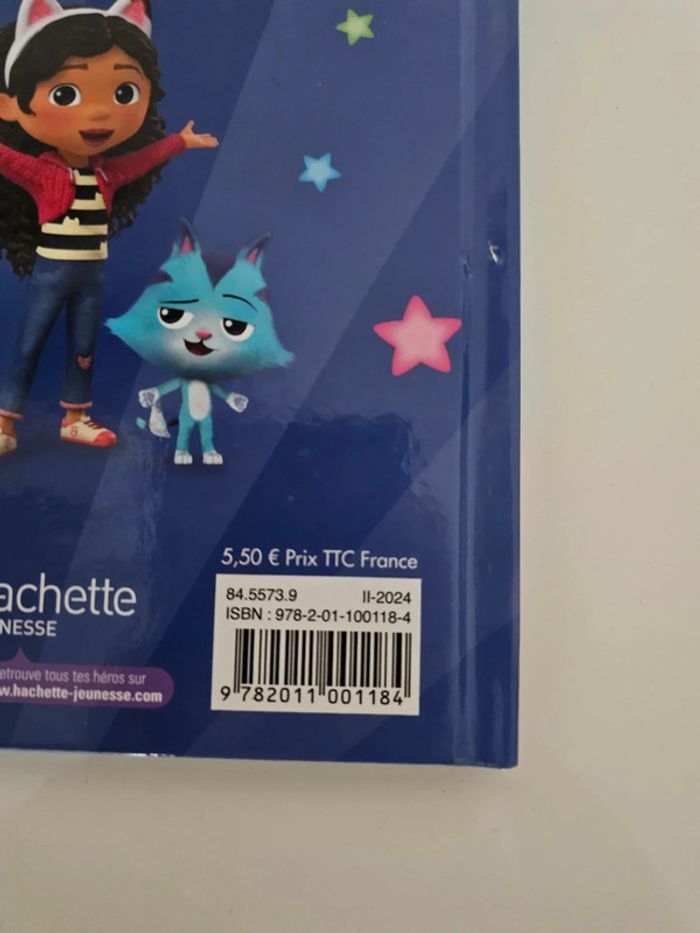 5,50 € Prix TTC France
84.5573.9 II-2024
ISBN : 978-2-01-100118-4
9 782011 001184
achette
NESSE
etrouve tous tes héros sur
w.hachette-jeunesse.com